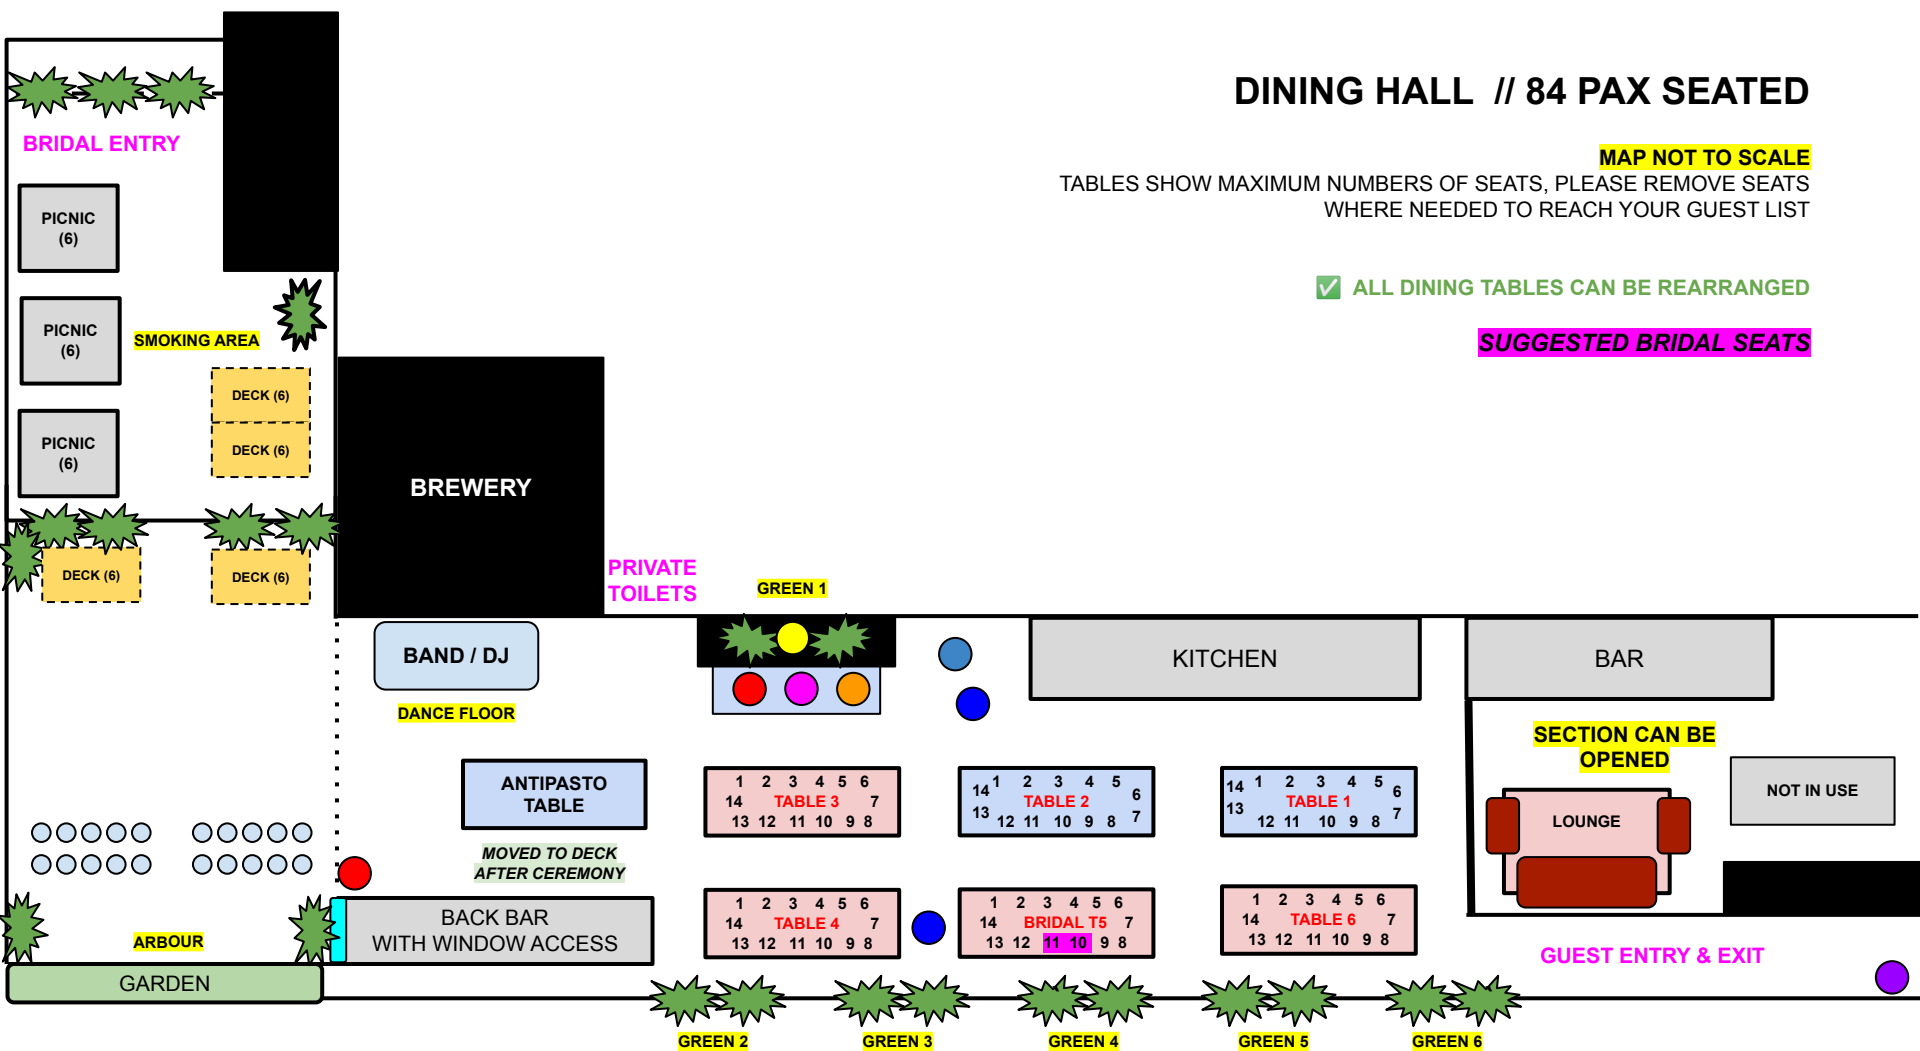 DINING HALL // 84 PAX SEATED
MAP NOT TO SCALE
TABLES SHOW MAXIMUM NUMBERS OF SEATS, PLEASE REMOVE SEATS
WHERE NEEDED TO REACH YOUR GUEST LIST
✅ ALL DINING TABLES CAN BE REARRANGED
SUGGESTED BRIDAL SEATS
BRIDAL ENTRY
PICNIC
(6)
PICNIC
(6)
SMOKING AREA
PICNIC
(6)
DECK (6)
DECK (6)
DECK (6)
DECK (6)
BREWERY
PRIVATE
TOILETS
GREEN 1
BAND / DJ
DANCE FLOOR
KITCHEN
BAR
ANTIPASTO
TABLE
MOVED TO DECK
AFTER CEREMONY
1 2 3 4 5 6
14 TABLE 3 7
13 12 11 10 9 8
14 1 2 3 4 5 6
TABLE 2
13 12 11 10 9 8 7
14 1 2 3 4 5 6
TABLE 1
13 12 11 10 9 8 7
SECTION CAN BE
OPENED
LOUNGE
NOT IN USE
1 2 3 4 5 6
14 TABLE 4 7
13 12 11 10 9 8
1 2 3 4 5 6
14 BRIDAL T5 7
13 12 11 10 9 8
1 2 3 4 5 6
14 TABLE 6 7
13 12 11 10 9 8
BACK BAR
WITH WINDOW ACCESS
ARBOUR
GARDEN
GUEST ENTRY & EXIT
GREEN 2
GREEN 3
GREEN 4
GREEN 5
GREEN 6